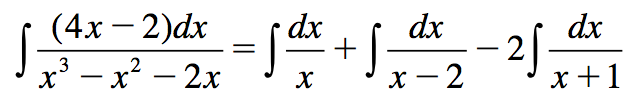 ∫ (4x − 2)dx / (x³ − x² − 2x) = ∫ dx/x + ∫ dx/(x − 2) − 2∫ dx/(x + 1)